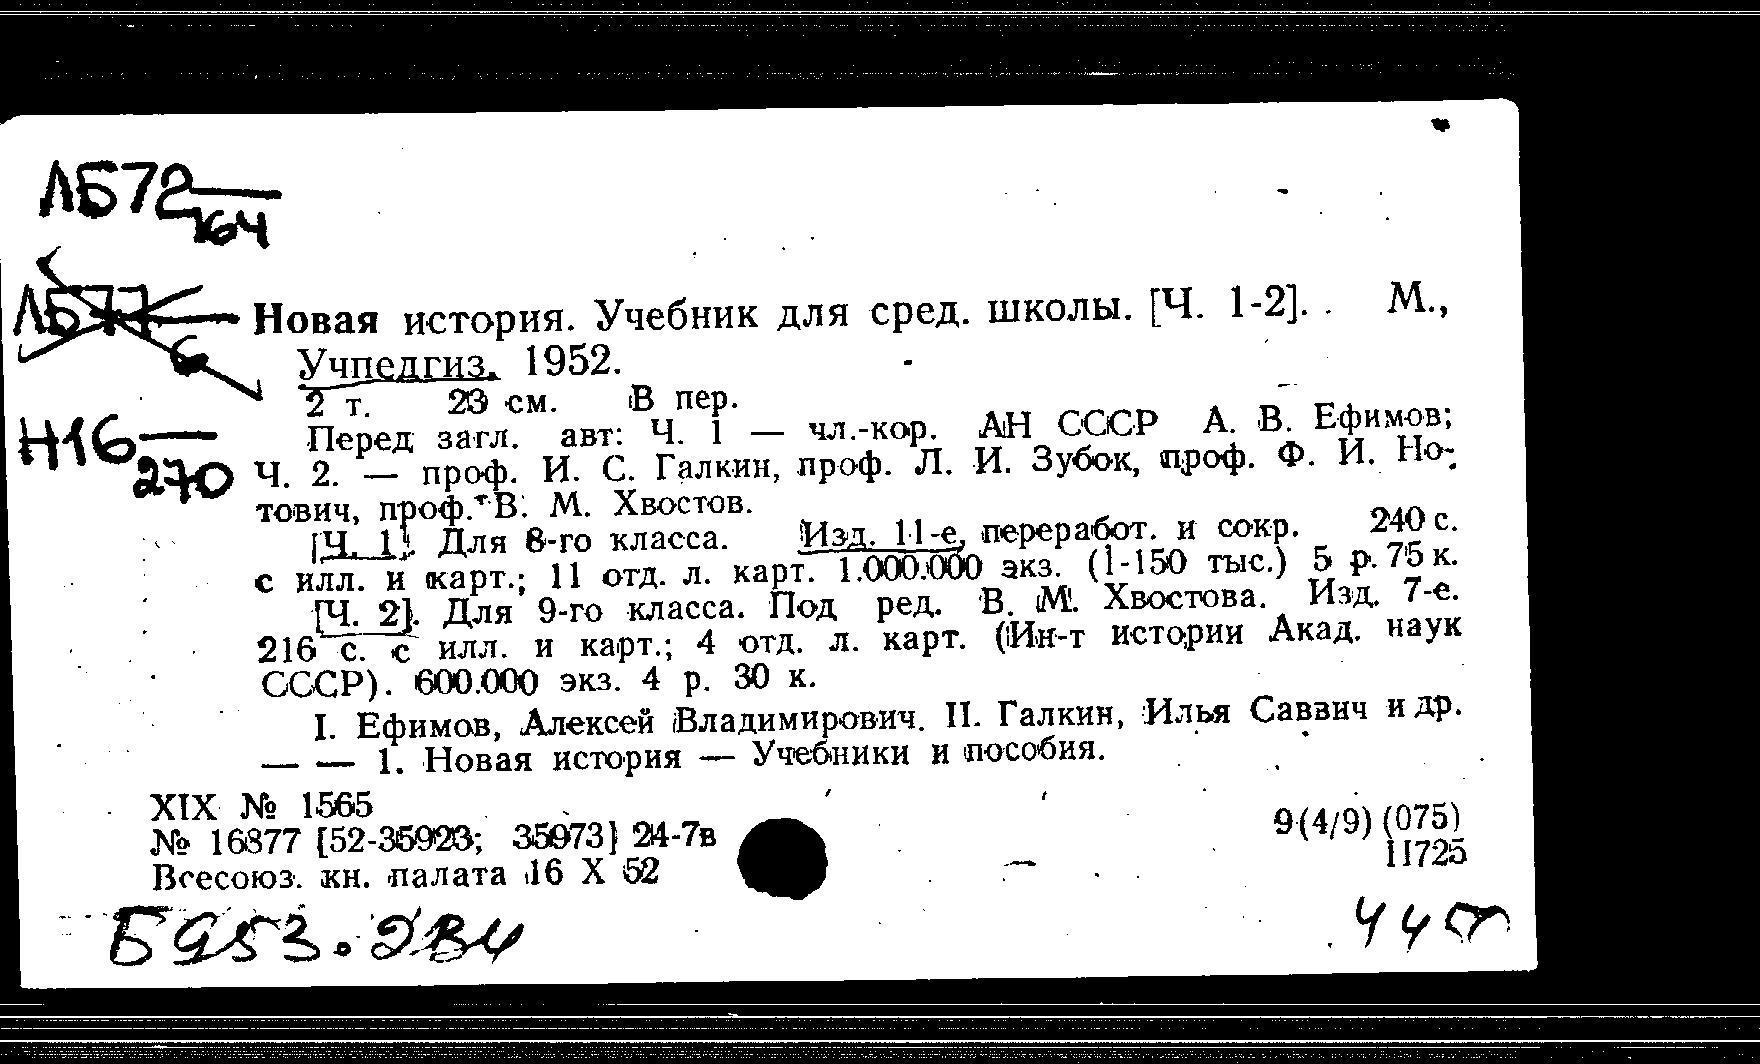 ЛБ72
164
ЛБ77
6
Н16
270
Новая история. Учебник для сред. школы. [Ч. 1-2]. . М.,
Учпедгиз, 1952.
2 т. 23 см. В пер.
Перед загл. авт: Ч. 1 — чл.-кор. АН СССР А. В. Ефимов;
Ч. 2. — проф. И. С. Галкин, проф. Л. И. Зубок, проф. Ф. И. Но-
тович, проф. В. М. Хвостов.
[Ч. 1]. Для 8-го класса. Изд. 11-е, переработ. и сокр. 240 с.
с илл. и карт.; 11 отд. л. карт. 1.000.000 экз. (1-150 тыс.) 5 р. 75 к.
[Ч. 2]. Для 9-го класса. Под ред. В. М. Хвостова. Изд. 7-е.
216 с. с илл. и карт.; 4 отд. л. карт. (Ин-т истории Акад. наук
СССР). 600.000 экз. 4 р. 30 к.
I. Ефимов, Алексей Владимирович. II. Галкин, Илья Саввич и др.
— — 1. Новая история — Учебники и пособия.
XIX № 1565
№ 16877 [52-35923; 35973] 24-7в
Всесоюз. кн. палата 16 X 52
9(4/9) (075)
Н725